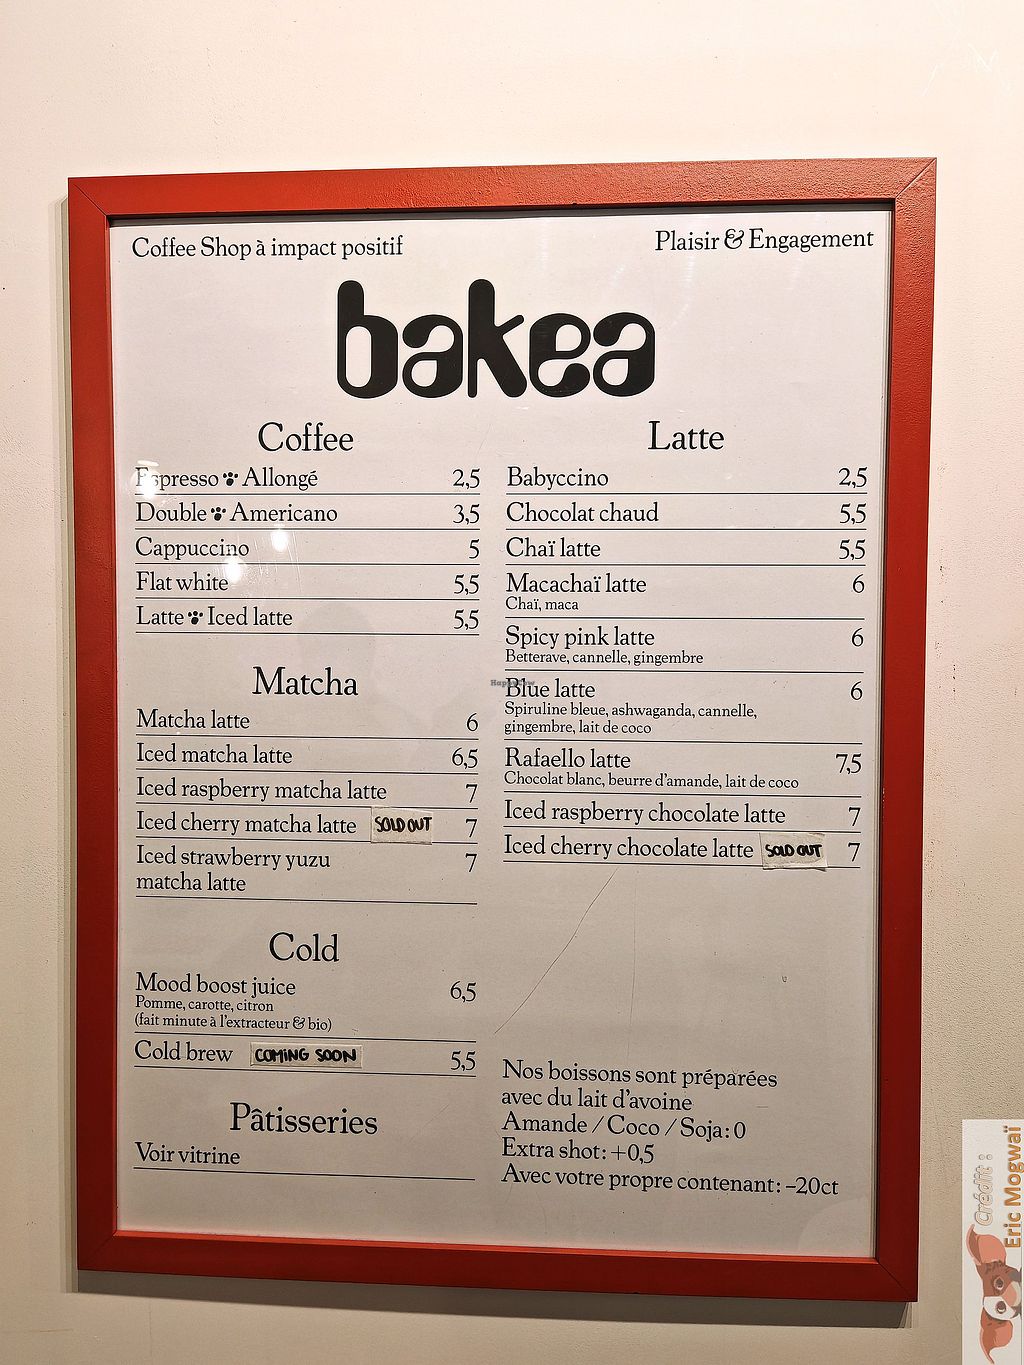 Coffee Shop à impact positif
Plaisir & Engagement
bakea
Coffee
Espresso Allongé 2,5
Double Americano 3,5
Cappuccino 5
Flat white 5,5
Latte Iced latte 5,5
Matcha
Matcha latte 6
Iced matcha latte 6,5
Iced raspberry matcha latte 7
Iced cherry matcha latte SOLD OUT 7
Iced strawberry yuzu 7
matcha latte
Cold
Mood boost juice 6,5
Pomme, carotte, citron
(fait minute à l'extracteur & bio)
Cold brew COMING SOON 5,5
Pâtisseries
Voir vitrine
Latte
Babyccino 2,5
Chocolat chaud 5,5
Chaï latte 5,5
Macachaï latte 6
Chaï, maca
Spicy pink latte 6
Betterave, cannelle, gingembre
Blue latte 6
Spiruline bleue, ashwaganda, cannelle,
gingembre, lait de coco
Rafaello latte 7,5
Chocolat blanc, beurre d'amande, lait de coco
Iced raspberry chocolate latte 7
Iced cherry chocolate latte SOLD OUT 7
Nos boissons sont préparées
avec du lait d'avoine
Amande / Coco / Soja: 0
Extra shot: +0,5
Avec votre propre contenant: –20ct
HappyCow
Crédit :
Eric Mogwaï